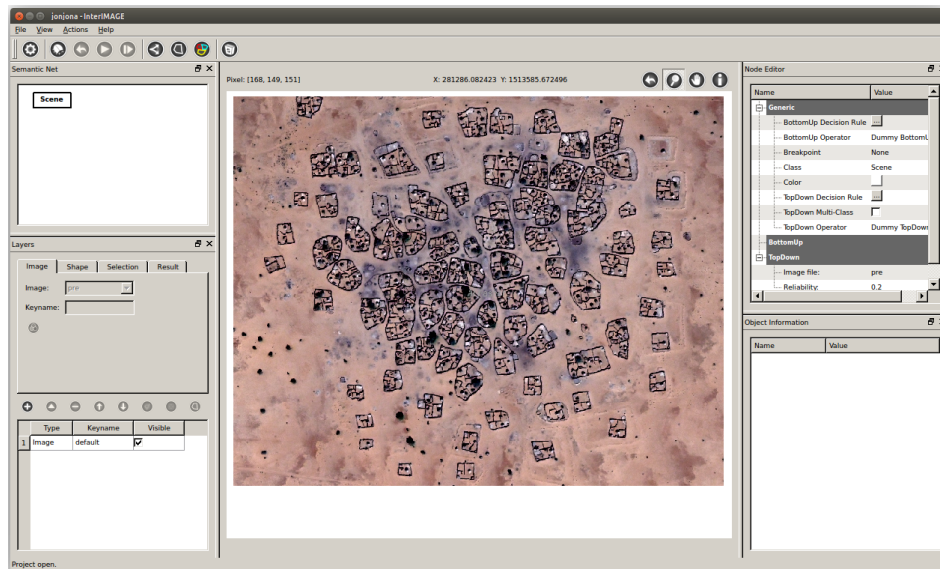 jonjona - InterIMAGE
File View Actions Help
Semantic Net
Scene
Layers
Image Shape Selection Result
Image: pre
Keyname:
Type Keyname Visible
1 Image default
Project open.
Pixel: [168, 149, 151] X: 281286.082423 Y: 1513585.672496
Node Editor
Name Value
Generic
BottomUp Decision Rule ...
BottomUp Operator Dummy BottomU
Breakpoint None
Class Scene
Color
TopDown Decision Rule ...
TopDown Multi-Class
TopDown Operator Dummy TopDown
BottomUp
TopDown
Image file: pre
Reliability: 0.2
Object Information
Name Value